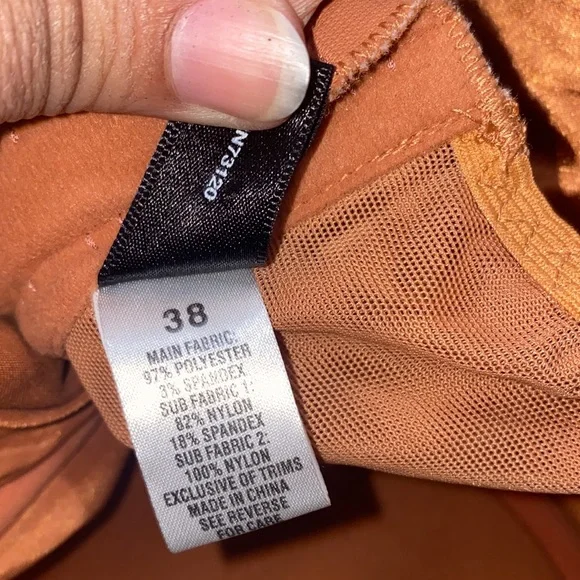 N73120
38
MAIN FABRIC:
97% POLYESTER
3% SPANDEX
SUB FABRIC 1:
82% NYLON
18% SPANDEX
SUB FABRIC 2:
100% NYLON
EXCLUSIVE OF TRIMS
MADE IN CHINA
SEE REVERSE
FOR CARE